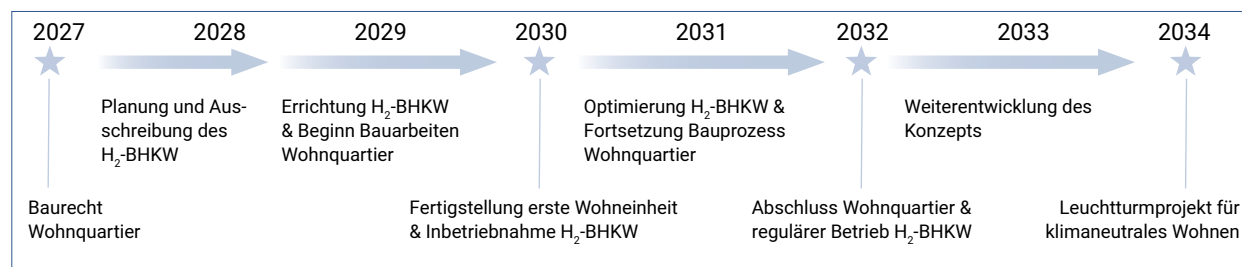 2027 2028 2029 2030 2031 2032 2033 2034
Planung und Aus-
schreibung des
H₂-BHKW
Errichtung H₂-BHKW
& Beginn Bauarbeiten
Wohnquartier
Optimierung H₂-BHKW &
Fortsetzung Bauprozess
Wohnquartier
Weiterentwicklung des
Konzepts
Baurecht
Wohnquartier
Fertigstellung erste Wohneinheit
& Inbetriebnahme H₂-BHKW
Abschluss Wohnquartier &
regulärer Betrieb H₂-BHKW
Leuchtturmprojekt für
klimaneutrales Wohnen